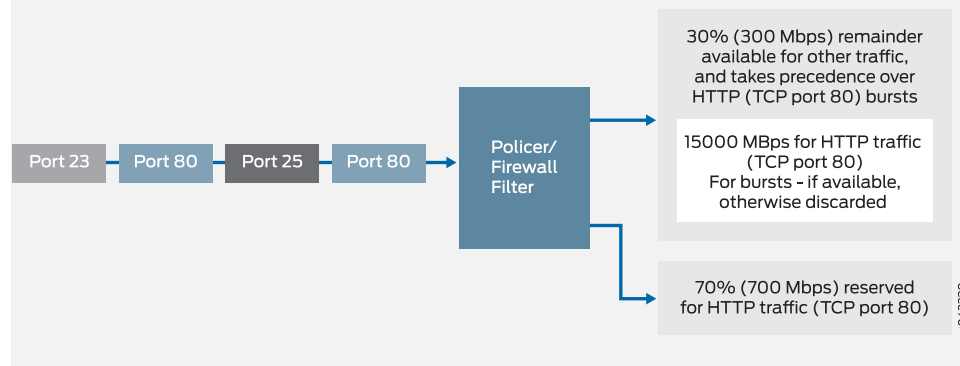 Port 23
Port 80
Port 25
Port 80
Policer/
Firewall
Filter
30% (300 Mbps) remainder
available for other traffic,
and takes precedence over
HTTP (TCP port 80) bursts
15000 MBps for HTTP traffic
(TCP port 80)
For bursts - if available,
otherwise discarded
70% (700 Mbps) reserved
for HTTP traffic (TCP port 80)